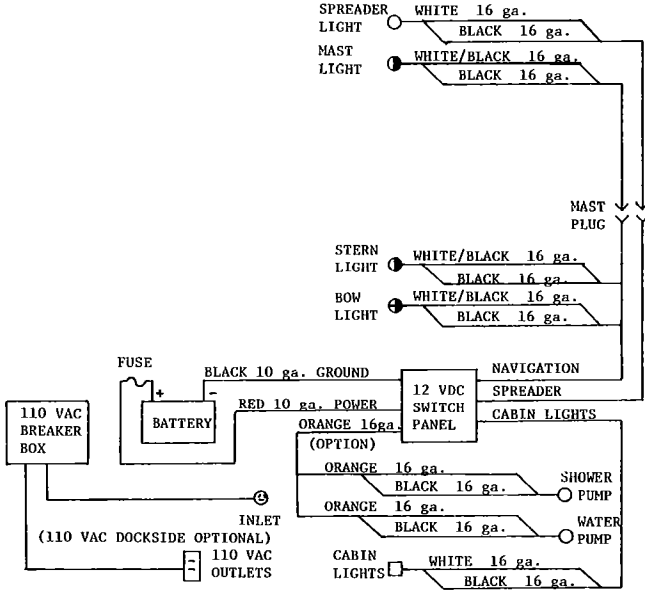 SPREADER
LIGHT
WHITE 16 ga.
BLACK 16 ga.
MAST
LIGHT
WHITE/BLACK 16 ga.
BLACK 16 ga.
MAST
PLUG
STERN
LIGHT
WHITE/BLACK 16 ga.
BLACK 16 ga.
BOW
LIGHT
WHITE/BLACK 16 ga.
BLACK 16 ga.
FUSE
BLACK 10 ga. GROUND
+
-
BATTERY
RED 10 ga. POWER
12 VDC
SWITCH
PANEL
NAVIGATION
SPREADER
CABIN LIGHTS
110 VAC
BREAKER
BOX
ORANGE 16ga.
(OPTION)
ORANGE 16 ga.
BLACK 16 ga.
SHOWER
PUMP
ORANGE 16 ga.
BLACK 16 ga.
WATER
PUMP
INLET
(110 VAC DOCKSIDE OPTIONAL)
110 VAC
OUTLETS
CABIN
LIGHTS
WHITE 16 ga.
BLACK 16 ga.